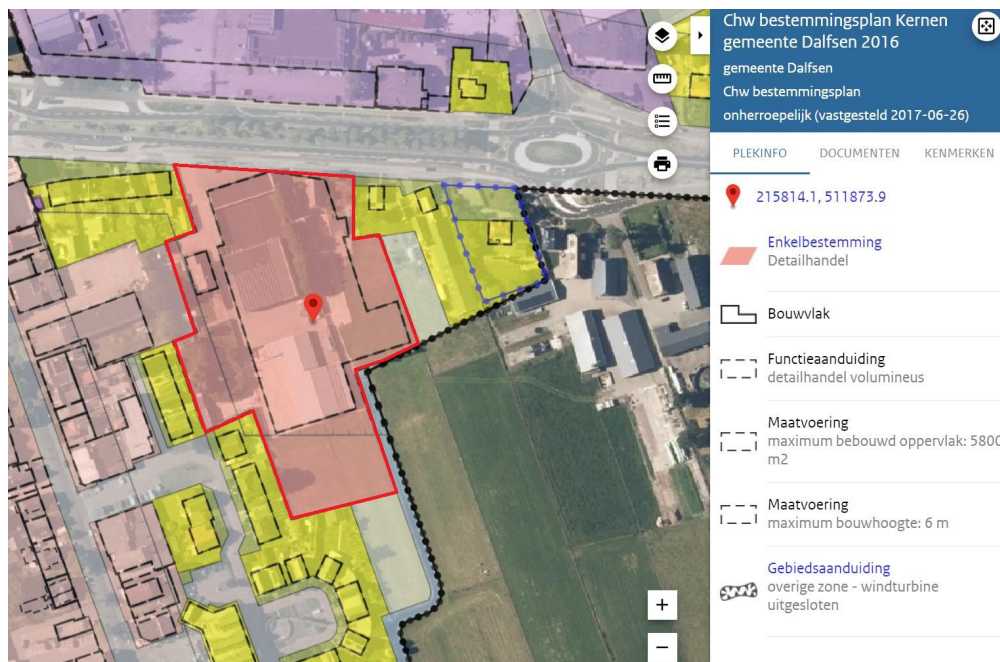 Chw bestemmingsplan Kernen
gemeente Dalfsen 2016
gemeente Dalfsen
Chw bestemmingsplan
onherroepelijk (vastgesteld 2017-06-26)
PLEKINFO DOCUMENTEN KENMERKEN
215814.1, 511873.9
Enkelbestemming
Detailhandel
Bouwvlak
Functieaanduiding
detailhandel volumineus
Maatvoering
maximum bebouwd oppervlak: 5800
m2
Maatvoering
maximum bouwhoogte: 6 m
Gebiedsaanduiding
overige zone - windturbine
uitgesloten